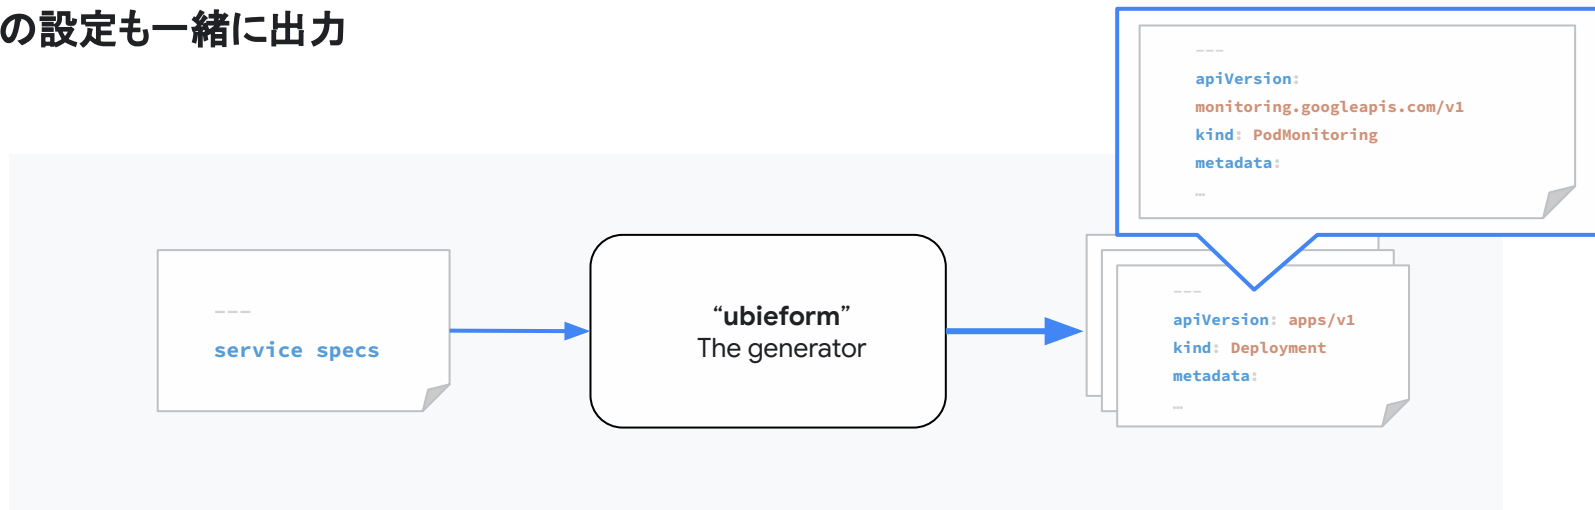 の設定も一緒に出力
---
apiVersion:
monitoring.googleapis.com/v1
kind: PodMonitoring
metadata:
…
---
service specs
“ubieform”
The generator
---
apiVersion: apps/v1
kind: Deployment
metadata:
…